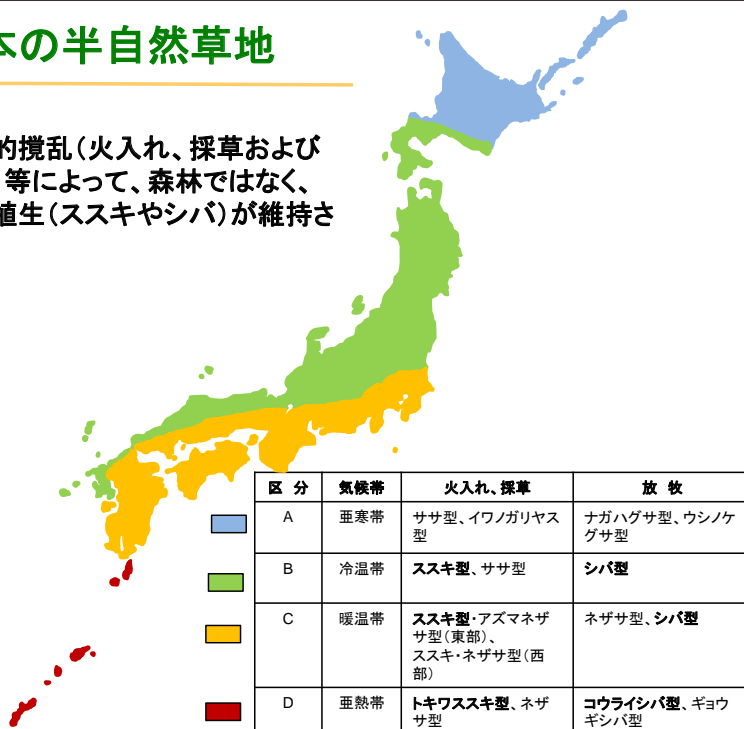 本の半自然草地
的撹乱（火入れ、採草および
等によって、森林ではなく、
植生（ススキやシバ）が維持さ
区 分 気候帯 火入れ、採草 放 牧
A 亜寒帯 ササ型、イワノガリヤス型 ナガハグサ型、ウシノケグサ型
B 冷温帯 ススキ型、ササ型 シバ型
C 暖温帯 ススキ型・アズマネザサ型（東部）、ススキ・ネザサ型（西部） ネザサ型、シバ型
D 亜熱帯 トキワススキ型、ネザサ型 コウライシバ型、ギョウギシバ型